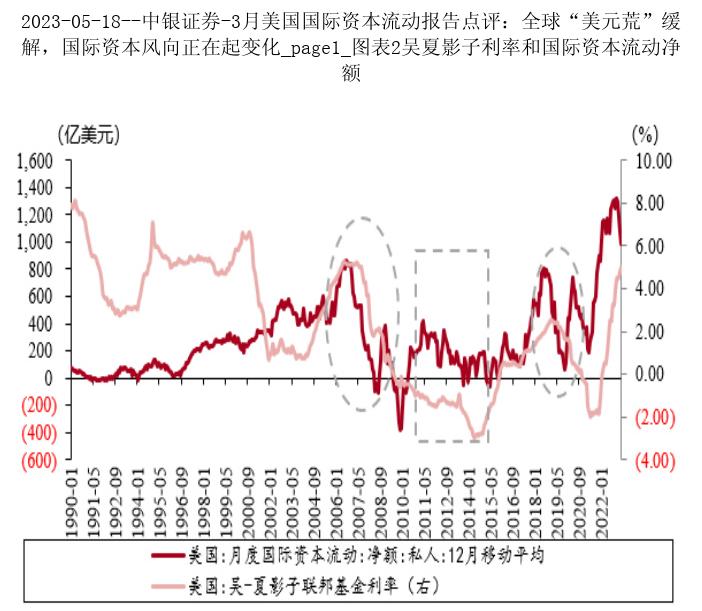 2023-05-18--中银证券-3月美国国际资本流动报告点评：全球“美元荒”缓
解，国际资本风向正在起变化_page1_图表2吴夏影子利率和国际资本流动净
额
(亿美元) (%)
1,600 10.00
1,400
1,200 8.00
1,000 6.00
800
600 4.00
400 2.00
200
0 0.00
(200) (2.00)
(400)
(600) (4.00)
1990-01 1991-05 1992-09 1994-01 1995-05 1996-09 1998-01 1999-05 2000-09 2002-01 2003-05 2004-09 2006-01 2007-05 2008-09 2010-01 2011-05 2012-09 2014-01 2015-05 2016-09 2018-01 2019-05 2020-09 2022-01
美国:月度国际资本流动:净额:私人:12月移动平均
美国:吴-夏影子联邦基金利率（右）